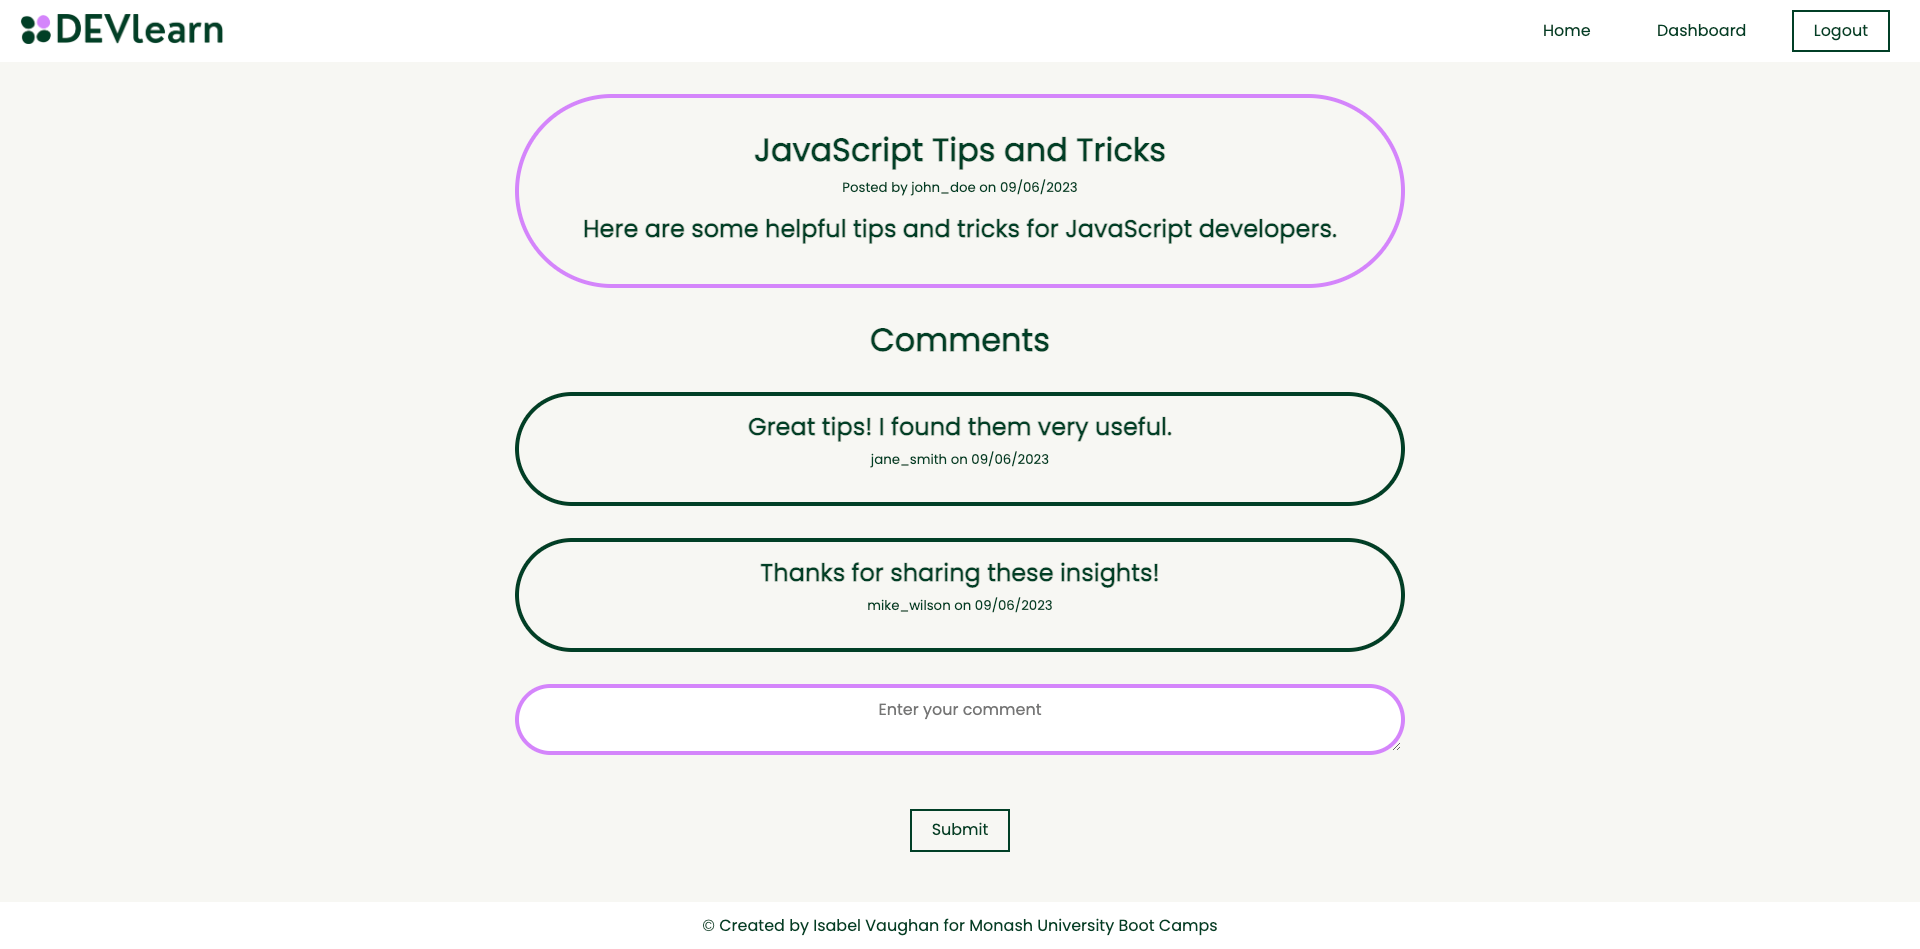 DEVlearn
Home
Dashboard
Logout
JavaScript Tips and Tricks
Posted by john_doe on 09/06/2023
Here are some helpful tips and tricks for JavaScript developers.
Comments
Great tips! I found them very useful.
jane_smith on 09/06/2023
Thanks for sharing these insights!
mike_wilson on 09/06/2023
Enter your comment
Submit
© Created by Isabel Vaughan for Monash University Boot Camps